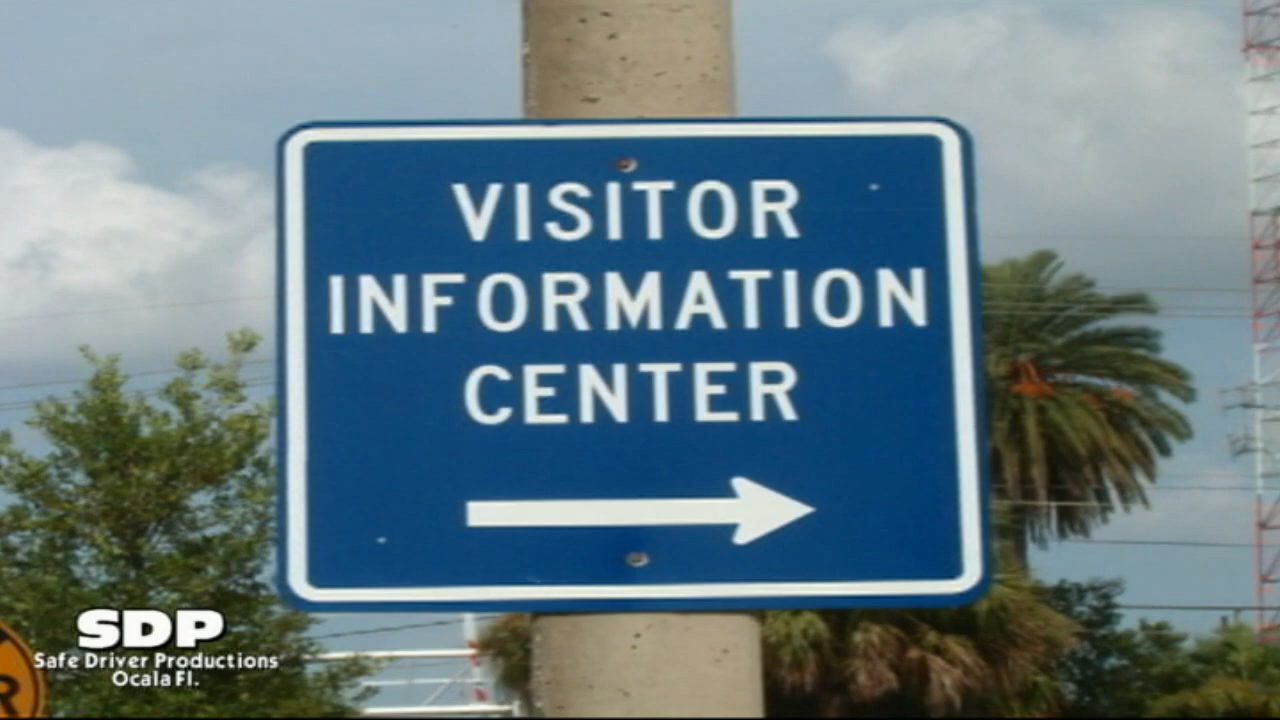 VISITOR
INFORMATION
CENTER
SDP
Safe Driver Productions
Ocala Fl.
R